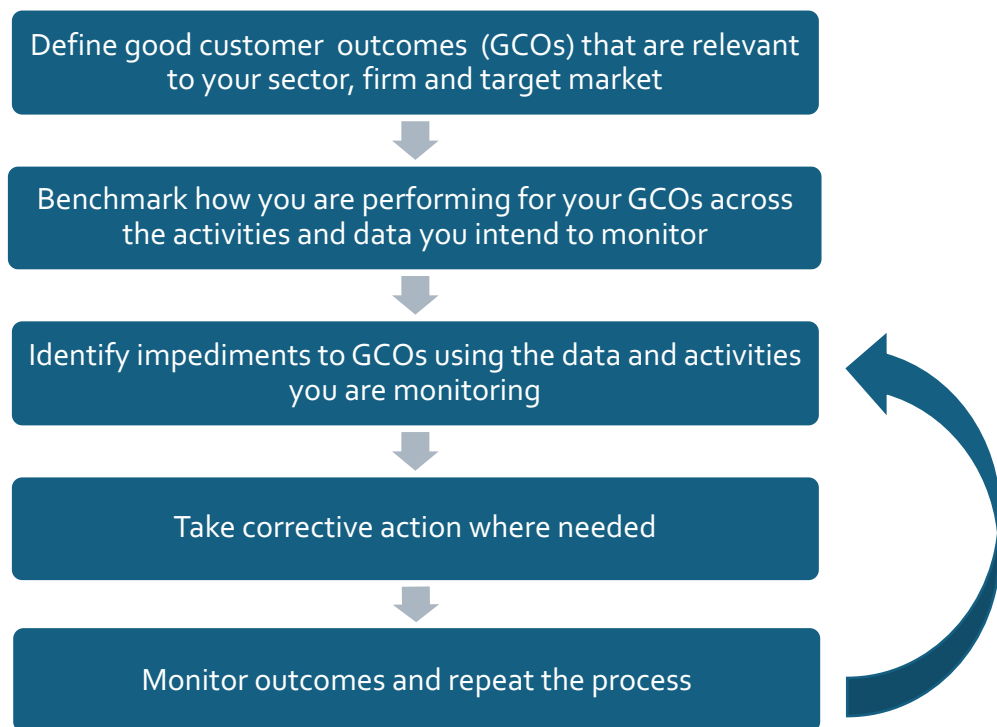 Define good customer  outcomes  (GCOs) that are relevant
to your sector, firm and target market
Benchmark how you are performing for your GCOs across
the activities and data you intend to monitor
Identify impediments to GCOs using the data and activities
you are monitoring
Take corrective action where needed
Monitor outcomes and repeat the process